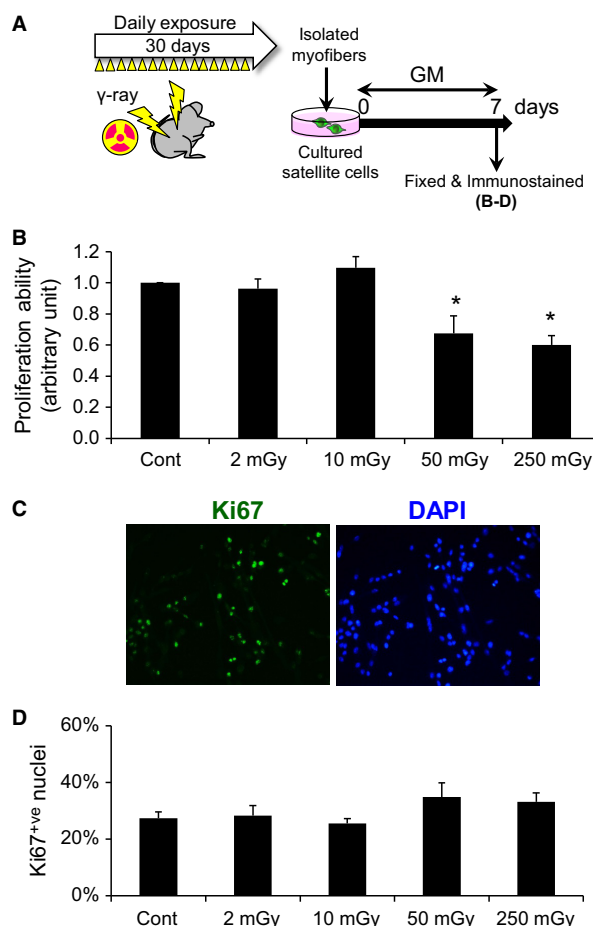 A
Daily exposure
30 days
γ-ray
Isolated
myofibers
GM
0 7 days
Cultured
satellite cells
Fixed & Immunostained
(B-D)
B
Proliferation ability
(arbitrary unit)
1.2
1.0
0.8
0.6
0.4
0.2
0.0
* *
Cont 2 mGy 10 mGy 50 mGy 250 mGy
C
Ki67 DAPI
D
Ki67+ve nuclei
60%
40%
20%
0%
Cont 2 mGy 10 mGy 50 mGy 250 mGy